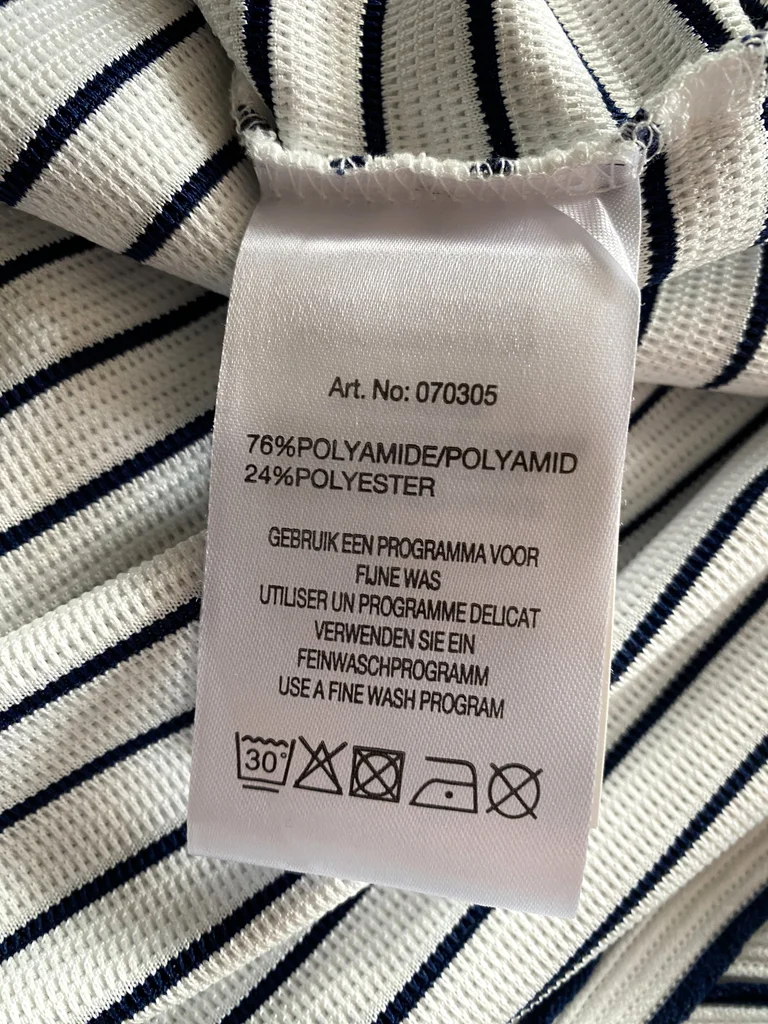 Art. No: 070305
76%POLYAMIDE/POLYAMID
24%POLYESTER
GEBRUIK EEN PROGRAMMA VOOR
FIJNE WAS
UTILISER UN PROGRAMME DELICAT
VERWENDEN SIE EIN
FEINWASCHPROGRAMM
USE A FINE WASH PROGRAM
30°